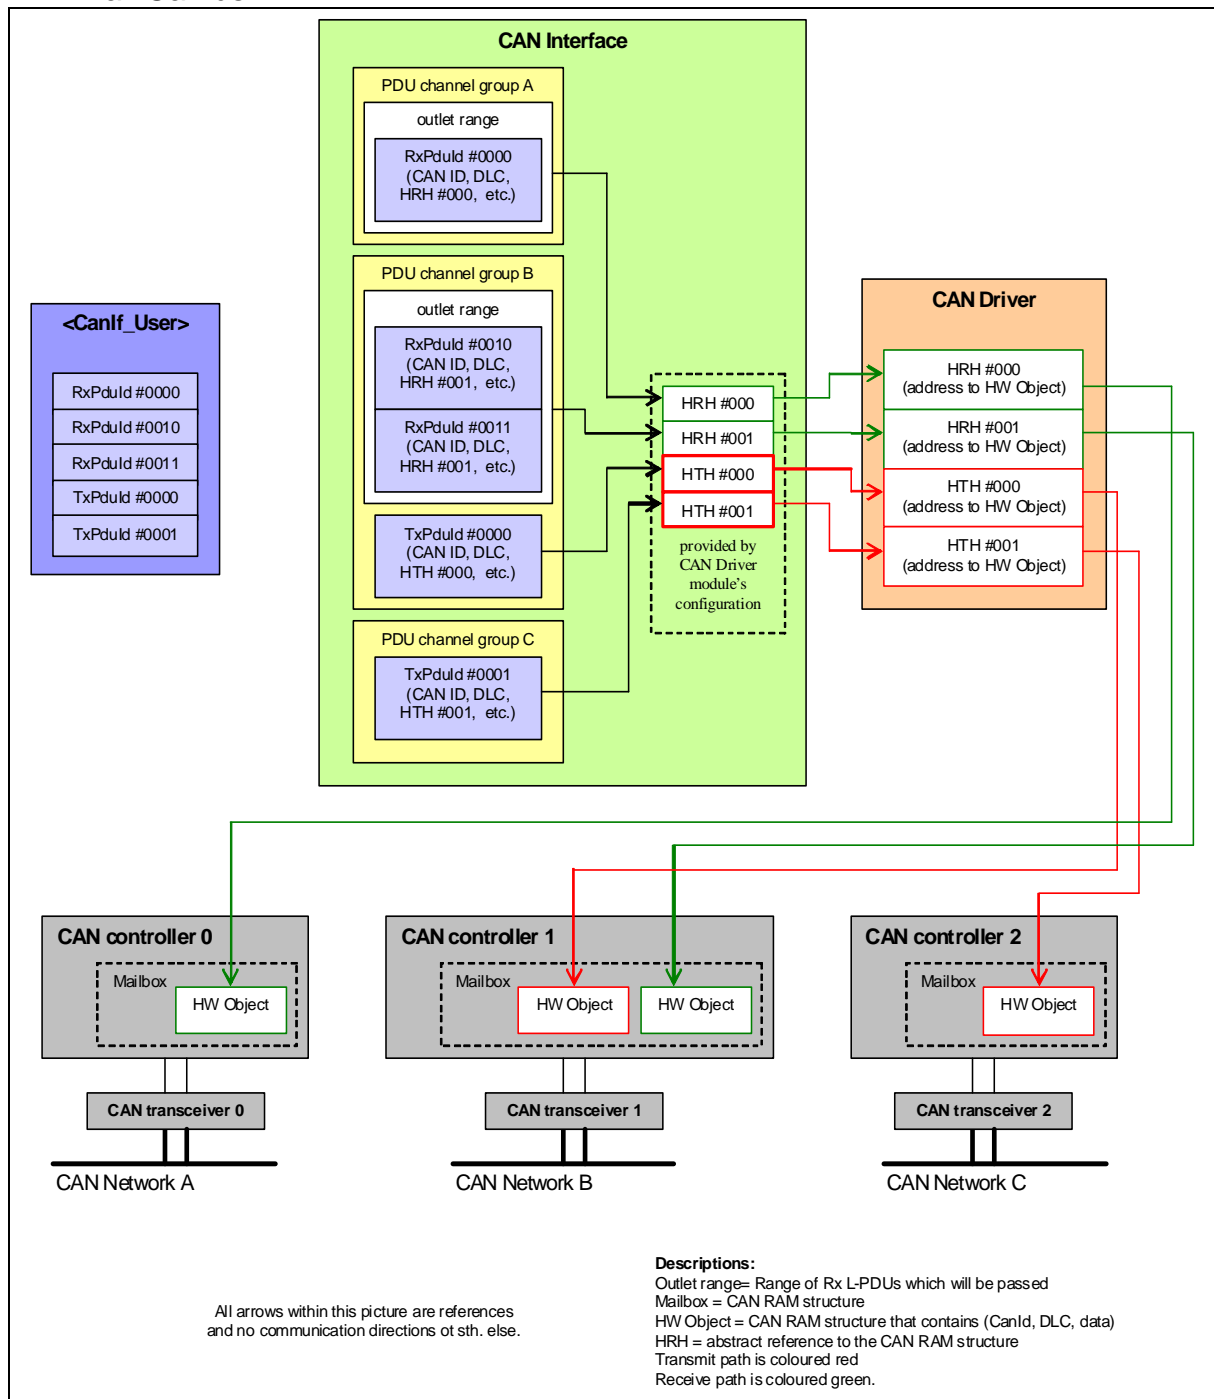 CAN Interface
PDU channel group A
outlet range
RxPduId #0000
(CAN ID, DLC,
HRH #000, etc.)
PDU channel group B
outlet range
RxPduId #0010
(CAN ID, DLC,
HRH #001, etc.)
RxPduId #0011
(CAN ID, DLC,
HRH #001, etc.)
TxPduId #0000
(CAN ID, DLC,
HTH #000, etc.)
PDU channel group C
TxPduId #0001
(CAN ID, DLC,
HTH #001, etc.)
<CanIf_User>
RxPduId #0000
RxPduId #0010
RxPduId #0011
TxPduId #0000
TxPduId #0001
HRH #000
HRH #001
HTH #000
HTH #001
provided by
CAN Driver
module's
configuration
CAN Driver
HRH #000
(address to HW Object)
HRH #001
(address to HW Object)
HTH #000
(address to HW Object)
HTH #001
(address to HW Object)
CAN controller 0
Mailbox
HW Object
CAN transceiver 0
CAN Network A
CAN controller 1
Mailbox
HW Object
HW Object
CAN transceiver 1
CAN Network B
CAN controller 2
Mailbox
HW Object
CAN transceiver 2
CAN Network C
All arrows within this picture are references
and no communication directions ot sth. else.
Descriptions:
Outlet range= Range of Rx L-PDUs which will be passed
Mailbox = CAN RAM structure
HW Object = CAN RAM structure that contains (CanId, DLC, data)
HRH = abstract reference to the CAN RAM structure
Transmit path is coloured red
Receive path is coloured green.